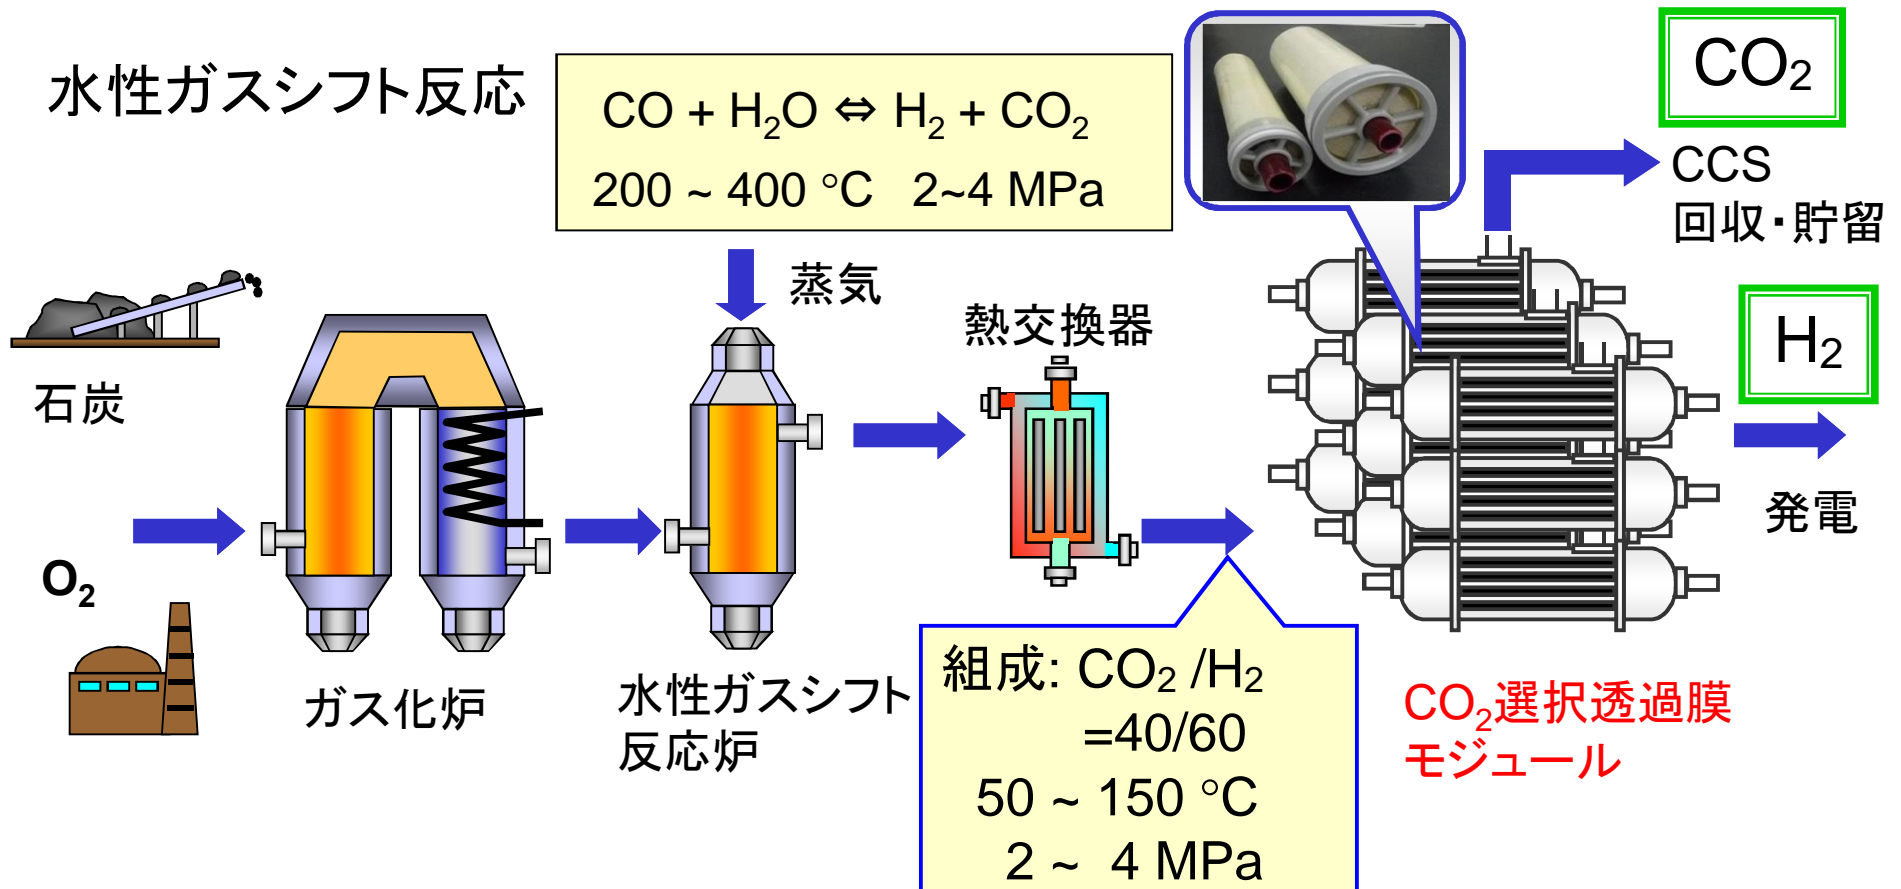 水性ガスシフト反応
CO + H₂O ⇔ H₂ + CO₂
200 ~ 400 °C 2~4 MPa
CO₂
CCS
回収・貯留
蒸気
熱交換器
H₂
石炭
発電
O₂
ガス化炉
水性ガスシフト
反応炉
組成: CO₂ /H₂
=40/60
50 ~ 150 °C
2 ~ 4 MPa
CO₂選択透過膜
モジュール